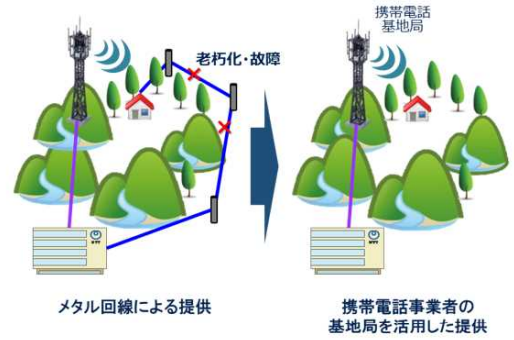 携帯電話
基地局
老朽化・故障
NTT
NTT
メタル回線による提供
携帯電話事業者の
基地局を活用した提供